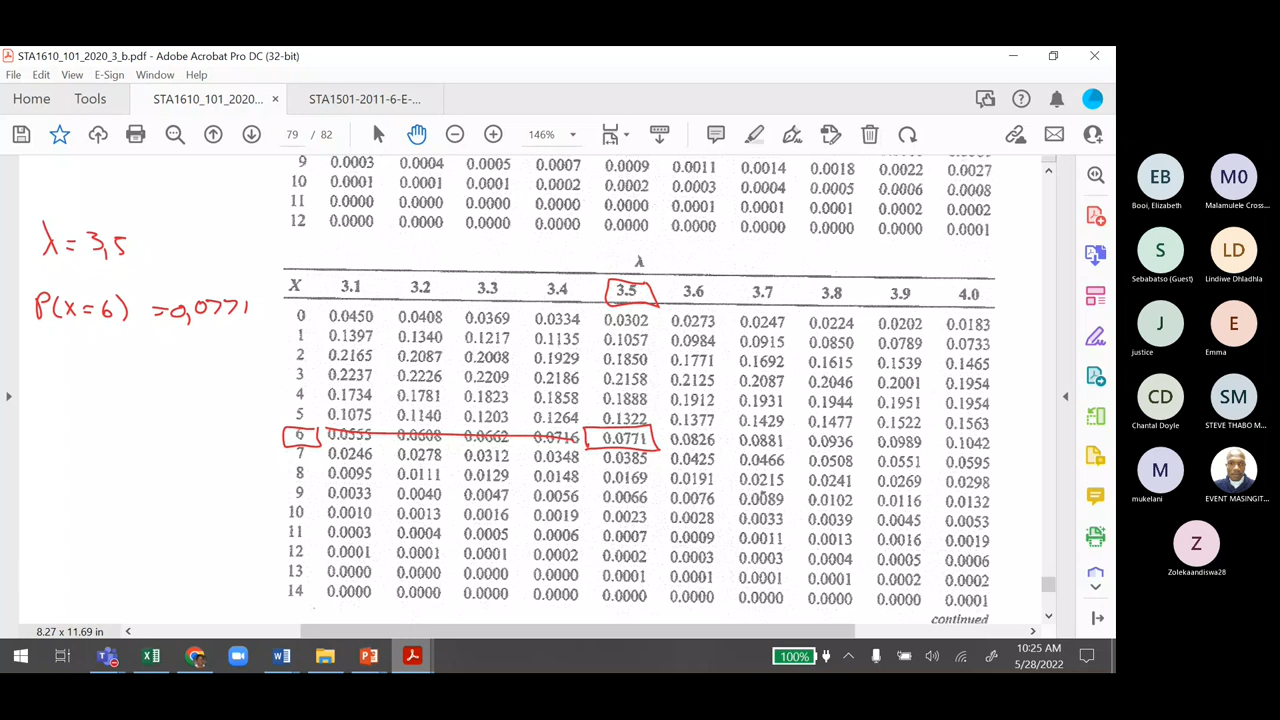 STA1610_101_2020_3_b.pdf - Adobe Acrobat Pro DC (32-bit)
File Edit View E-Sign Window Help
Home Tools STA1610_101_2020... × STA1501-2011-6-E-...
79 / 82 146%
9 0.0003 0.0004 0.0005 0.0007 0.0009 0.0011 0.0014 0.0018 0.0022 0.0027
10 0.0001 0.0001 0.0001 0.0002 0.0002 0.0003 0.0004 0.0005 0.0006 0.0008
11 0.0000 0.0000 0.0000 0.0000 0.0000 0.0001 0.0001 0.0001 0.0002 0.0002
12 0.0000 0.0000 0.0000 0.0000 0.0000 0.0000 0.0000 0.0000 0.0000 0.0001
λ = 3,5
P(X=6) = 0,0771
λ
X 3.1 3.2 3.3 3.4 3.5 3.6 3.7 3.8 3.9 4.0
0 0.0450 0.0408 0.0369 0.0334 0.0302 0.0273 0.0247 0.0224 0.0202 0.0183
1 0.1397 0.1340 0.1217 0.1135 0.1057 0.0984 0.0915 0.0850 0.0789 0.0733
2 0.2165 0.2087 0.2008 0.1929 0.1850 0.1771 0.1692 0.1615 0.1539 0.1465
3 0.2237 0.2226 0.2209 0.2186 0.2158 0.2125 0.2087 0.2046 0.2001 0.1954
4 0.1734 0.1781 0.1823 0.1858 0.1888 0.1912 0.1931 0.1944 0.1951 0.1954
5 0.1075 0.1140 0.1203 0.1264 0.1322 0.1377 0.1429 0.1477 0.1522 0.1563
6 0.0555 0.0608 0.0662 0.0716 0.0771 0.0826 0.0881 0.0936 0.0989 0.1042
7 0.0246 0.0278 0.0312 0.0348 0.0385 0.0425 0.0466 0.0508 0.0551 0.0595
8 0.0095 0.0111 0.0129 0.0148 0.0169 0.0191 0.0215 0.0241 0.0269 0.0298
9 0.0033 0.0040 0.0047 0.0056 0.0066 0.0076 0.0089 0.0102 0.0116 0.0132
10 0.0010 0.0013 0.0016 0.0019 0.0023 0.0028 0.0033 0.0039 0.0045 0.0053
11 0.0003 0.0004 0.0005 0.0006 0.0007 0.0009 0.0011 0.0013 0.0016 0.0019
12 0.0001 0.0001 0.0001 0.0002 0.0002 0.0003 0.0003 0.0004 0.0005 0.0006
13 0.0000 0.0000 0.0000 0.0000 0.0001 0.0001 0.0001 0.0001 0.0002 0.0002
14 0.0000 0.0000 0.0000 0.0000 0.0000 0.0000 0.0000 0.0000 0.0000 0.0001
continued
8.27 x 11.69 in
100% 10:25 AM
5/28/2022
EB M0
Booi, Elizabeth Malamulele Cross...
S LD
Sebabatso (Guest) Lindiwe Dhladhla
J E
justice Emma
CD SM
Chantal Doyle STEVE THABO M...
M
mukelani EVENT MASINGIT...
Z
Zolekaandiswa28